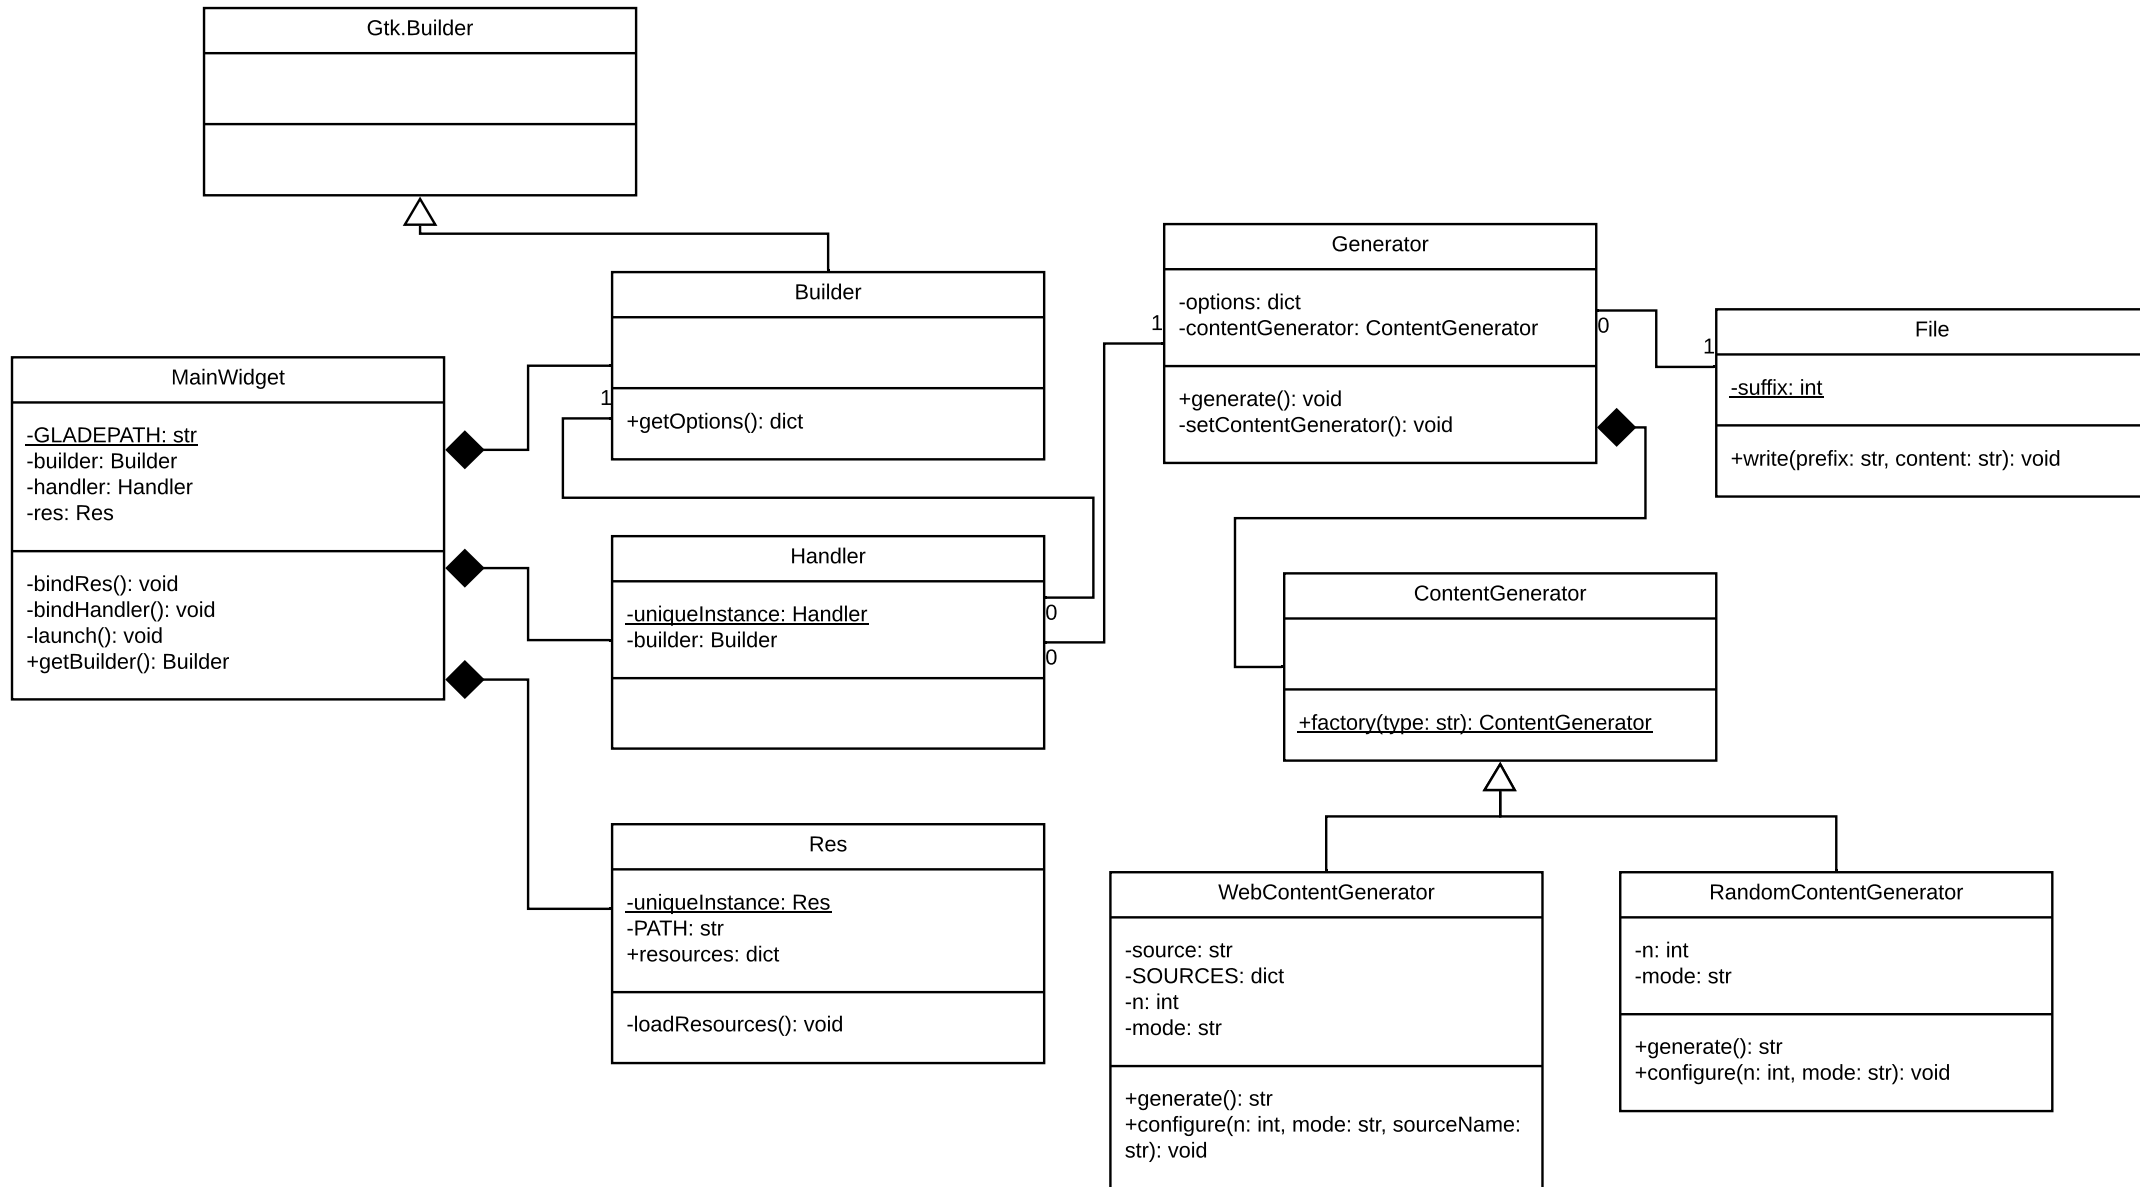 Gtk.Builder
Builder
+getOptions(): dict
1
MainWidget
-GLADEPATH: str
-builder: Builder
-handler: Handler
-res: Res
-bindRes(): void
-bindHandler(): void
-launch(): void
+getBuilder(): Builder
Handler
-uniqueInstance: Handler
-builder: Builder
0
0
Res
-uniqueInstance: Res
-PATH: str
+resources: dict
-loadResources(): void
1
Generator
-options: dict
-contentGenerator: ContentGenerator
+generate(): void
-setContentGenerator(): void
0
1
File
-suffix: int
+write(prefix: str, content: str): void
ContentGenerator
+factory(type: str): ContentGenerator
WebContentGenerator
-source: str
-SOURCES: dict
-n: int
-mode: str
+generate(): str
+configure(n: int, mode: str, sourceName:
str): void
RandomContentGenerator
-n: int
-mode: str
+generate(): str
+configure(n: int, mode: str): void